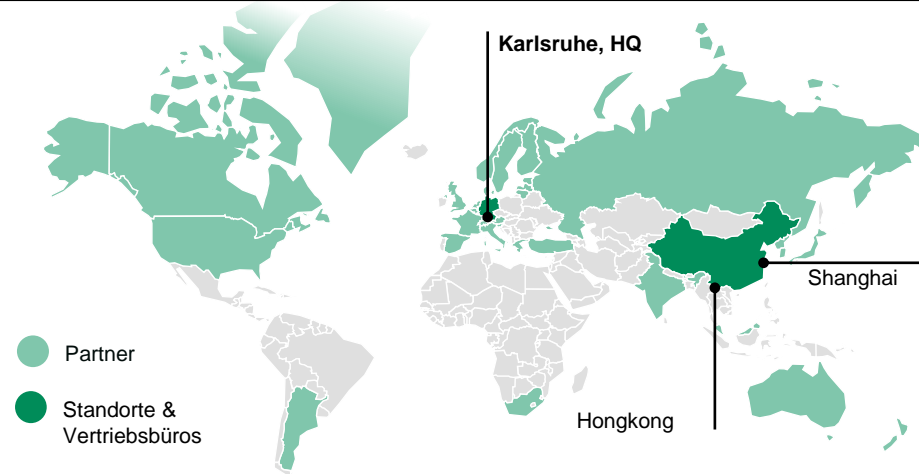 Karlsruhe, HQ
Shanghai
Partner
Standorte &
Vertriebsbüros
Hongkong